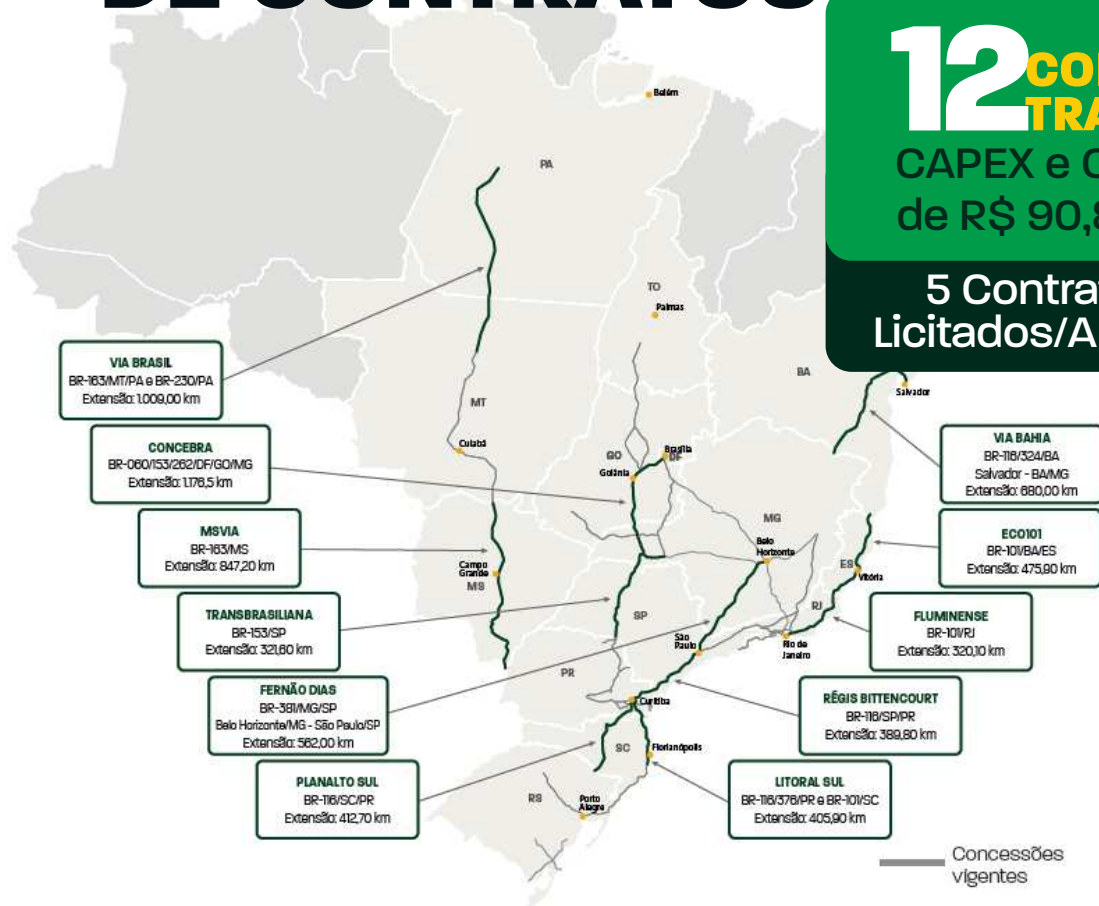 DE CONTRATOS
12 CON
TRA
CAPEX e O
de R$ 90,8
5 Contrat
Licitados/A
Belém
PA
TO
Palmas
BA
Salvador
MT
Cuiabá
GO
Brasília
DF
Goiânia
MG
Belo
Horizonte
ES
Vitória
Campo
Grande
MS
SP
São
Paulo
RJ
Rio de
Janeiro
PR
Curitiba
SC
Florianópolis
RS
Porto
Alegre
VIA BRASIL
BR-163/MT/PA e BR-230/PA
Extensão: 1.009,00 km
CONCEBRA
BR-060/153/262/DF/GO/MG
Extensão: 1.176,5 km
MSVIA
BR-163/MS
Extensão: 847,20 km
TRANSBRASILIANA
BR-153/SP
Extensão: 321,60 km
FERNÃO DIAS
BR-381/MG/SP
Belo Horizonte/MG - São Paulo/SP
Extensão: 562,00 km
PLANALTO SUL
BR-116/SC/PR
Extensão: 412,70 km
VIA BAHIA
BR-116/324/BA
Salvador - BA/MG
Extensão: 680,00 km
ECO101
BR-101/BA/ES
Extensão: 475,90 km
FLUMINENSE
BR-101/RJ
Extensão: 320,10 km
RÉGIS BITTENCOURT
BR-116/SP/PR
Extensão: 389,80 km
LITORAL SUL
BR-116/376/PR e BR-101/SC
Extensão: 405,90 km
Concessões
vigentes